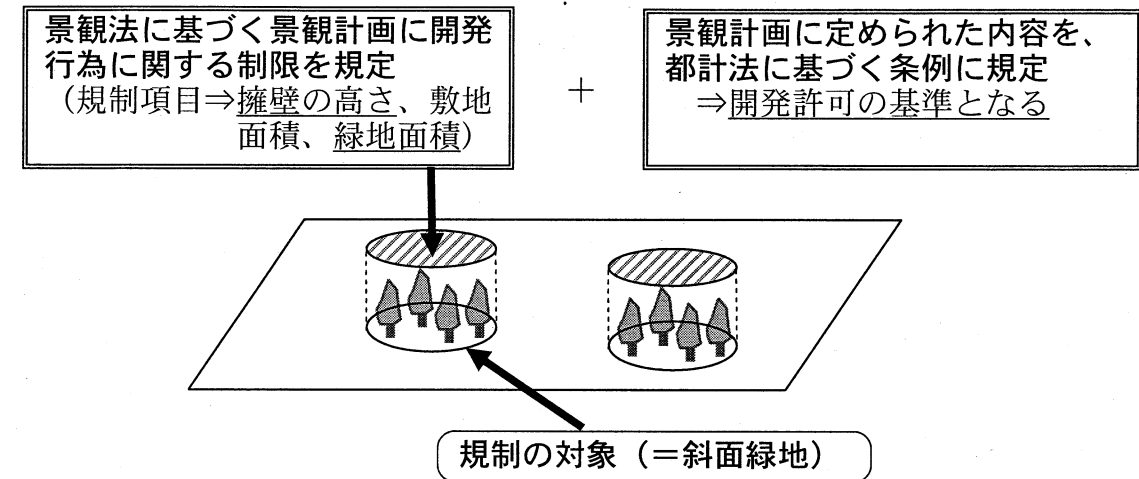 景観法に基づく景観計画に開発
行為に関する制限を規定
（規制項目⇒擁壁の高さ、敷地
面積、緑地面積）
＋
景観計画に定められた内容を、
都計法に基づく条例に規定
⇒開発許可の基準となる
規制の対象（＝斜面緑地）